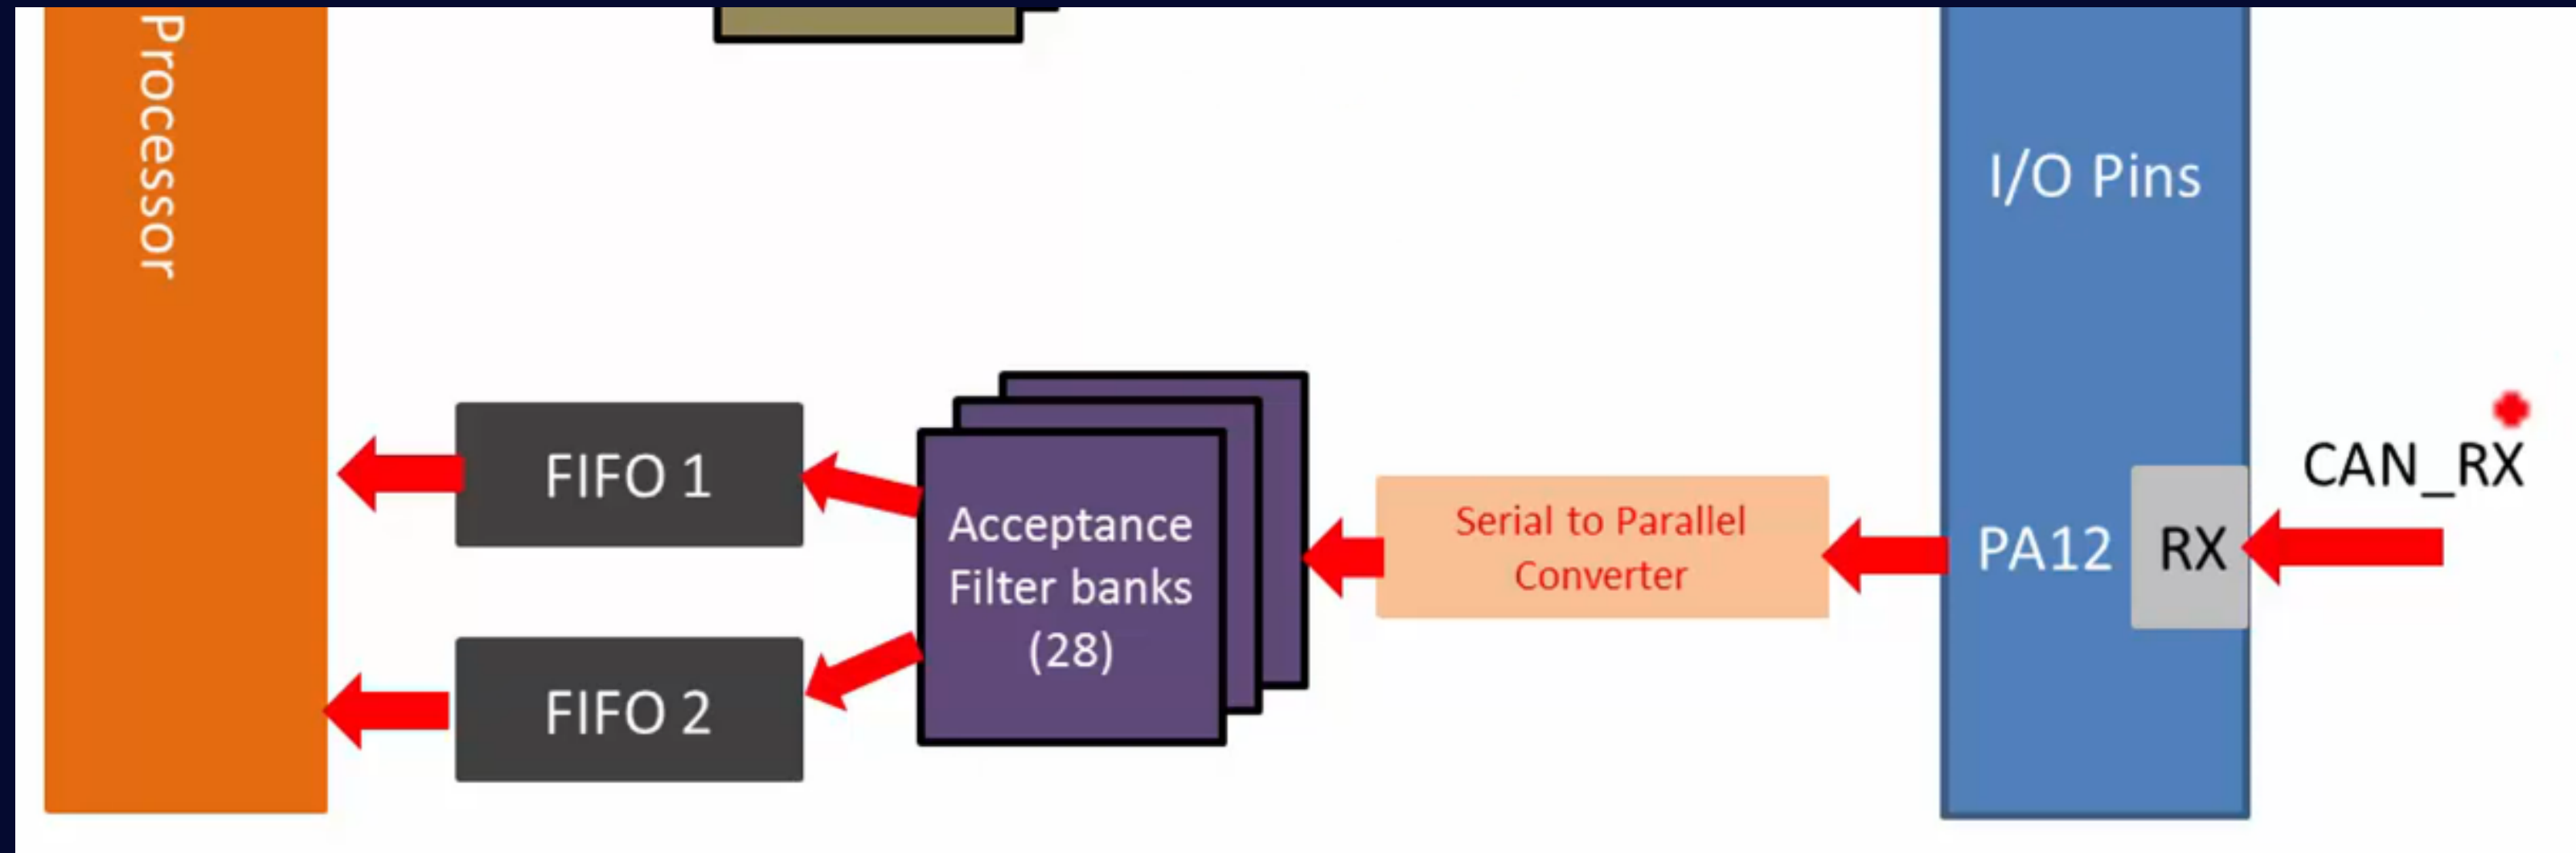 Processor
I/O Pins
FIFO 1
FIFO 2
Acceptance
Filter banks
(28)
Serial to Parallel
Converter
PA12
RX
CAN_RX